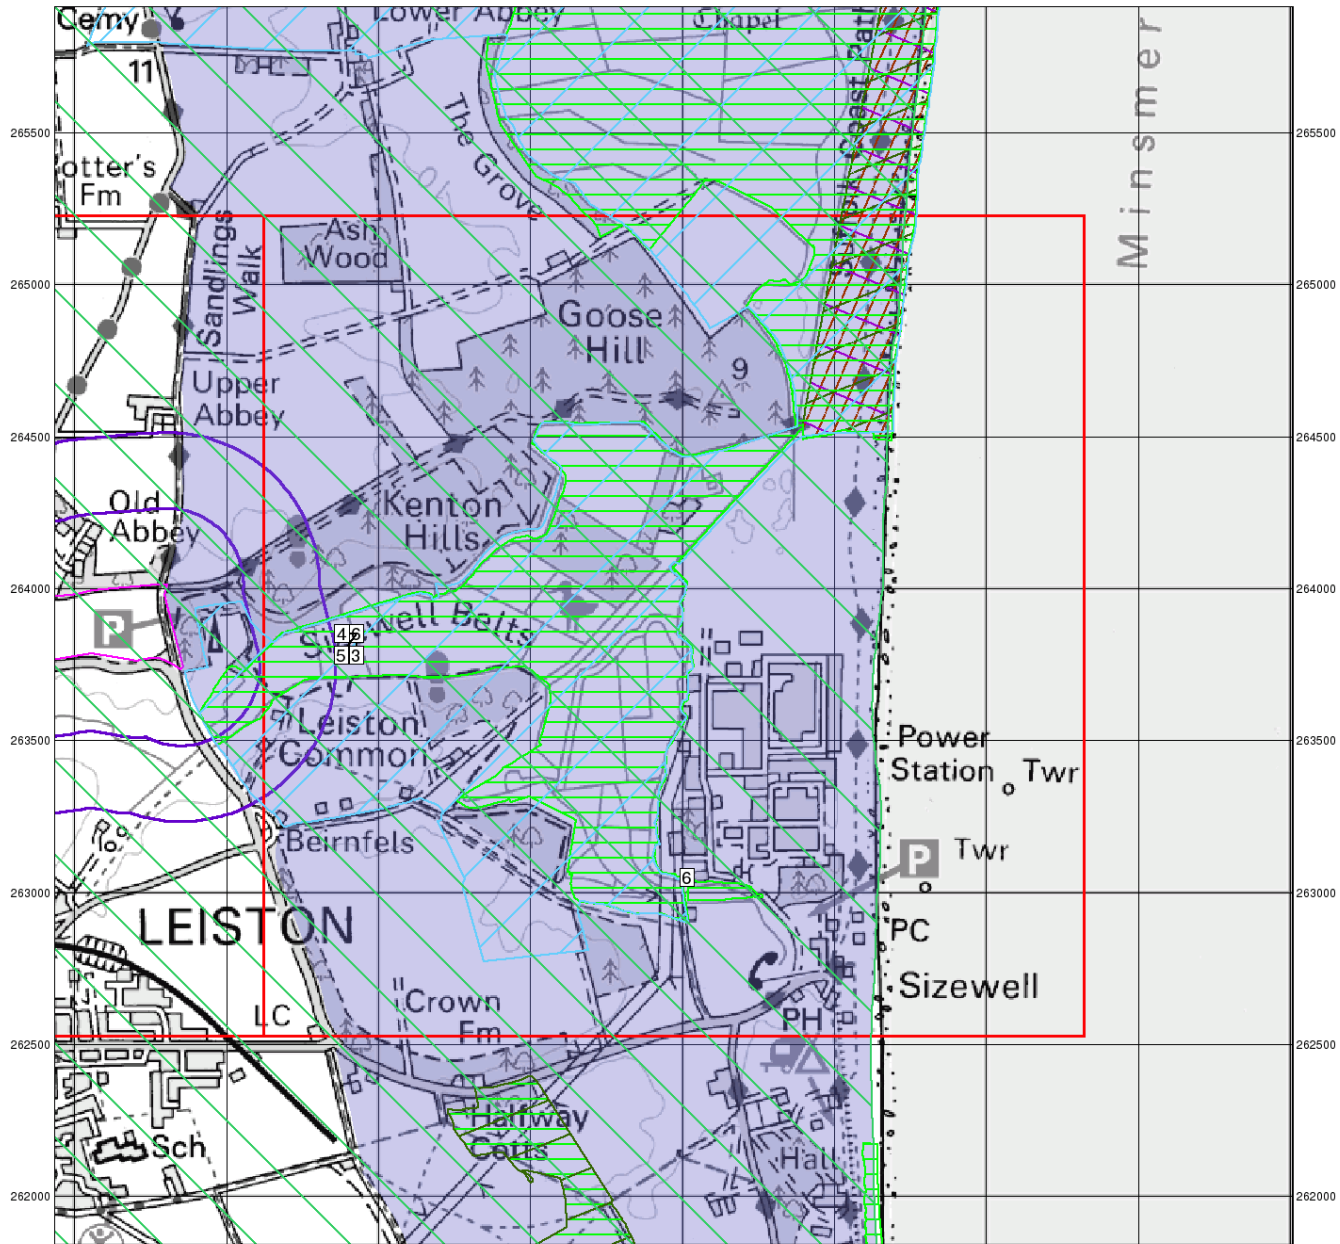 Cemy
Lower Abbey
Chapel
11
265500
265500
otter's
Fm
The Grove
Coast Path
Minsmer
Sandlings
Walk
Ash
Wood
265000
265000
Goose
Hill
9
Upper
Abbey
264500
264500
Old
Abbey
Kenton
Hills
264000
264000
P
Sizewell Belts
4 6
5 3
Leiston
Common
263500
263500
Power
Station
Twr
Beirnfels
P
Twr
6
263000
263000
LEISTON
PC
Sizewell
LC
Crown
Fm
PH
262500
262500
Halfway
Cotts
Sch
Hall
262000
262000